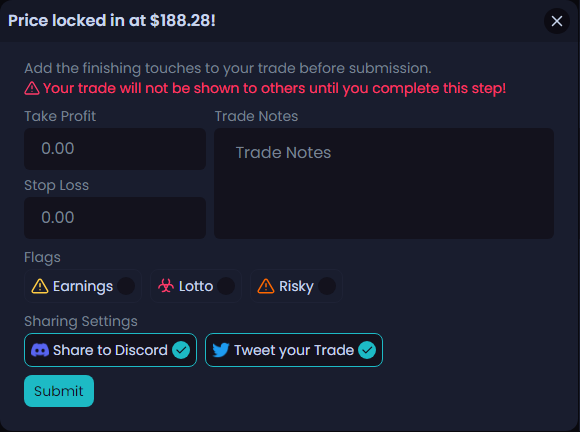 Price locked in at $188.28!
Add the finishing touches to your trade before submission.
Your trade will not be shown to others until you complete this step!
Take Profit
Trade Notes
0.00
Trade Notes
Stop Loss
0.00
Flags
Earnings Lotto Risky
Sharing Settings
Share to Discord Tweet your Trade
Submit